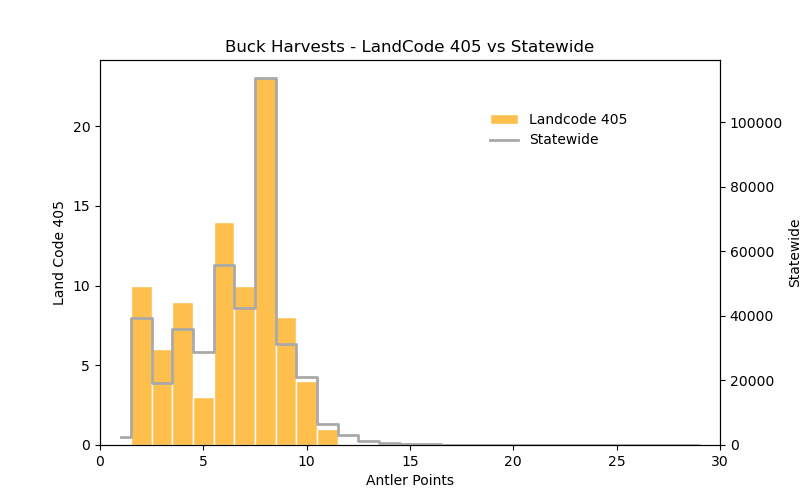 Buck Harvests - LandCode 405 vs Statewide
Landcode 405
Statewide
Land Code 405
20
15
10
5
0
100000
80000
60000
40000
20000
0
Statewide
0 5 10 15 20 25 30
Antler Points